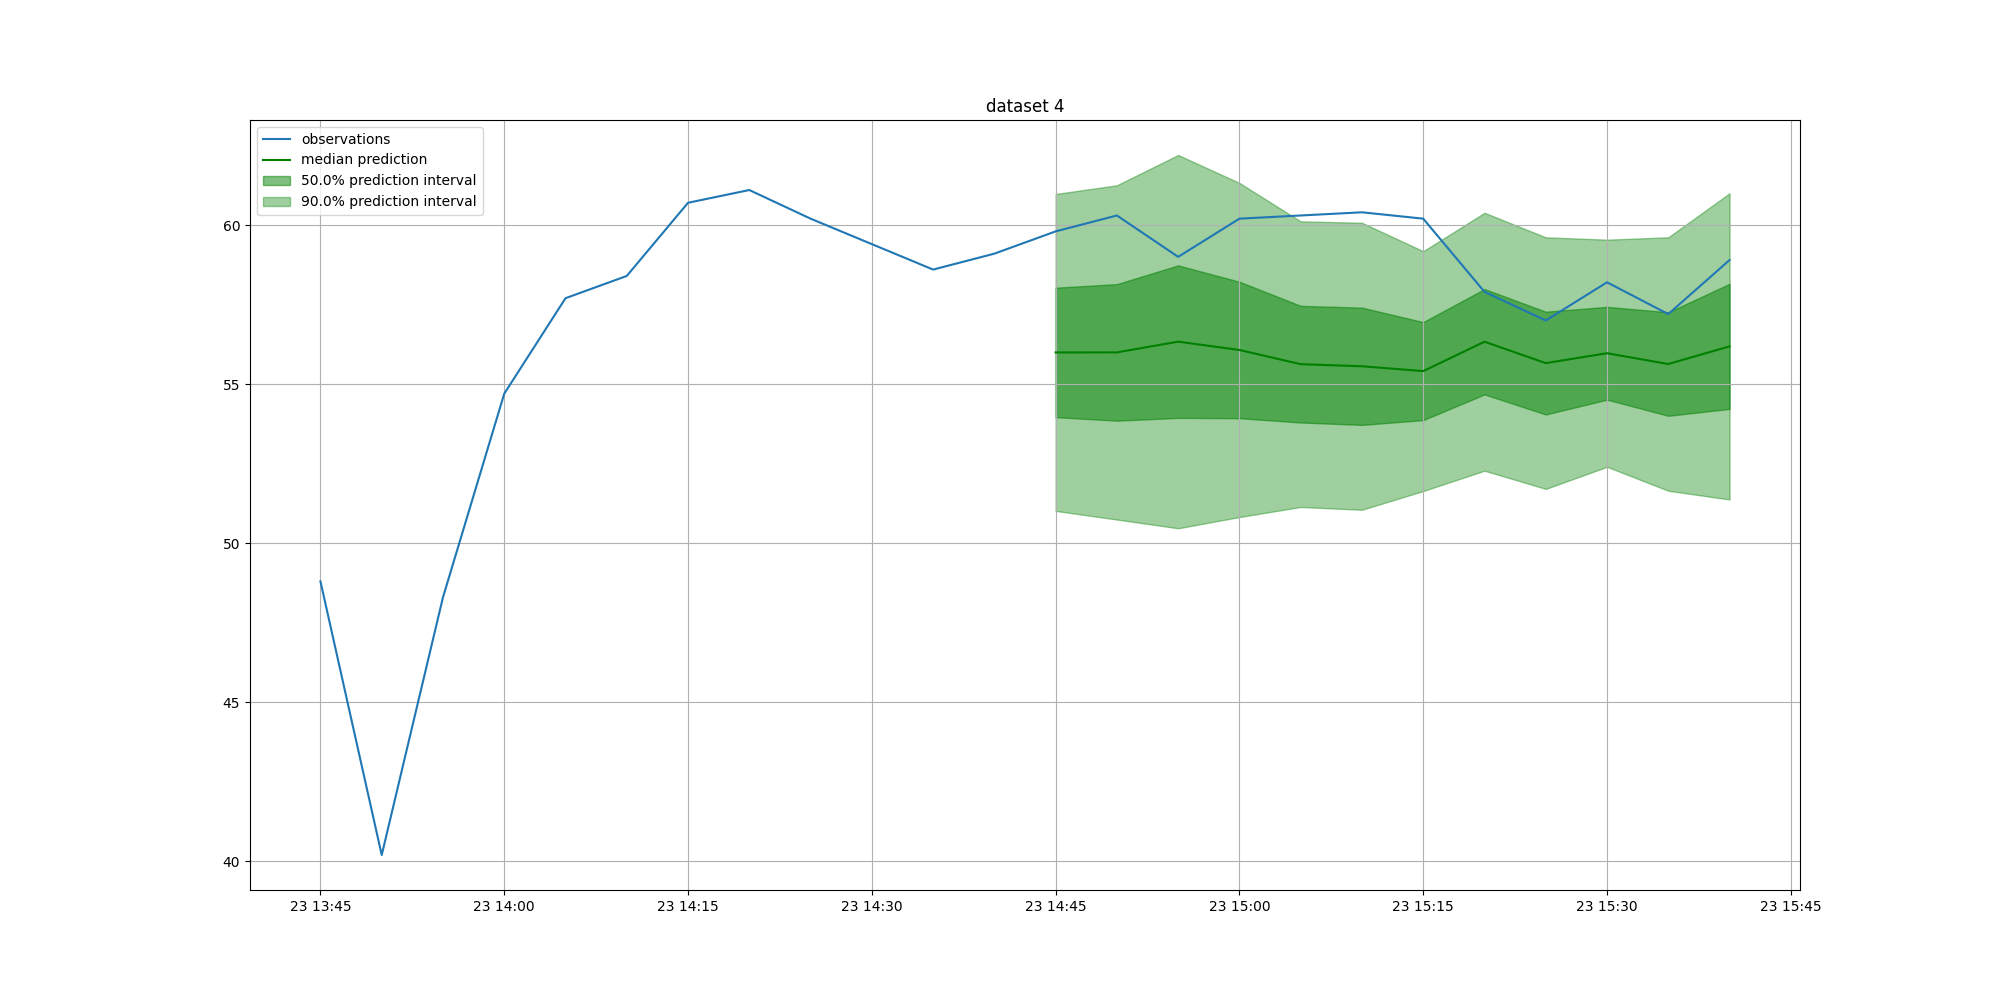 dataset 4
observations
median prediction
50.0% prediction interval
90.0% prediction interval
60
55
50
45
40
23 13:45 23 14:00 23 14:15 23 14:30 23 14:45 23 15:00 23 15:15 23 15:30 23 15:45